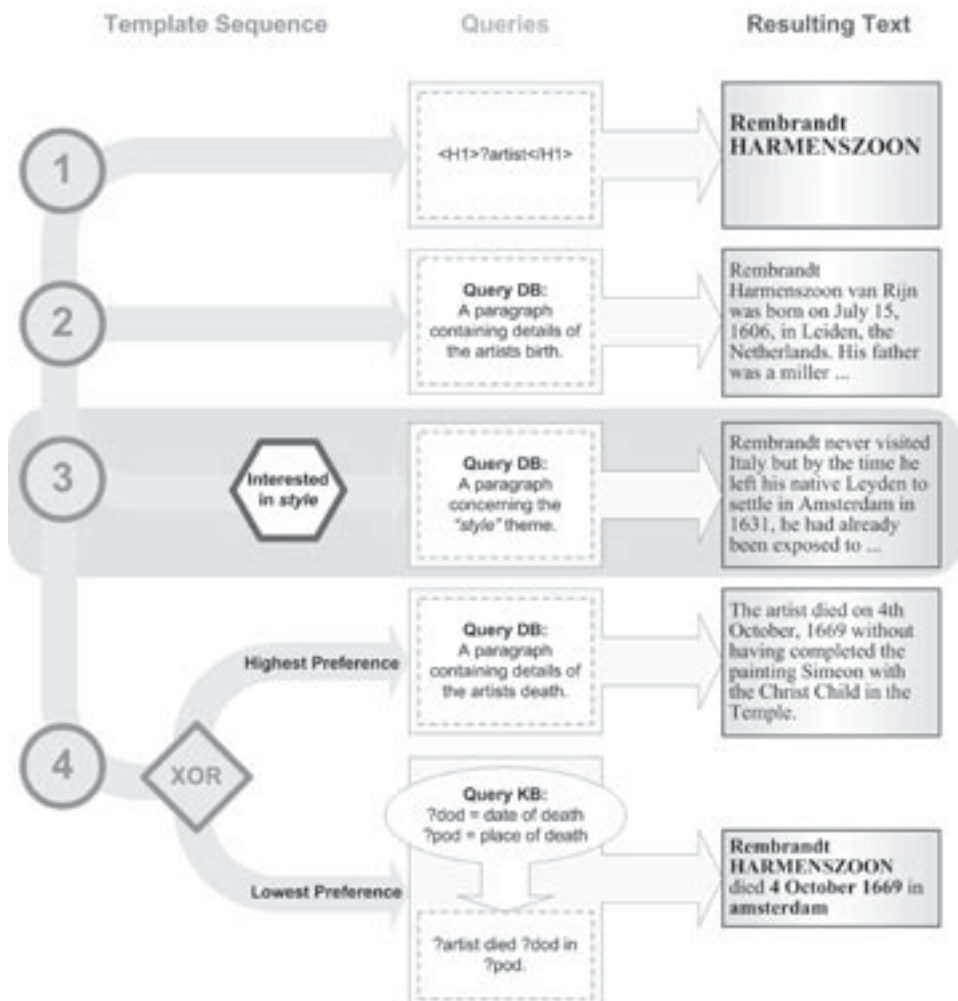 Template Sequence
Queries
Resulting Text
1
<H1>?artist</H1>
Rembrandt
HARMENSZOON
2
Query DB:
A paragraph
containing details of
the artists birth.
Rembrandt
Harmenszoon van Rijn
was born on July 15,
1606, in Leiden, the
Netherlands. His father
was a miller ...
3
Interested
in style
Query DB:
A paragraph
concerning the
"style" theme.
Rembrandt never visited
Italy but by the time he
left his native Leyden to
settle in Amsterdam in
1631, he had already
been exposed to ...
4
XOR
Highest Preference
Query DB:
A paragraph
containing details of
the artists death.
The artist died on 4th
October, 1669 without
having completed the
painting Simeon with
the Christ Child in the
Temple.
Lowest Preference
Query KB:
?dod = date of death
?pod = place of death
?artist died ?dod in
?pod.
Rembrandt
HARMENSZOON
died 4 October 1669 in
amsterdam